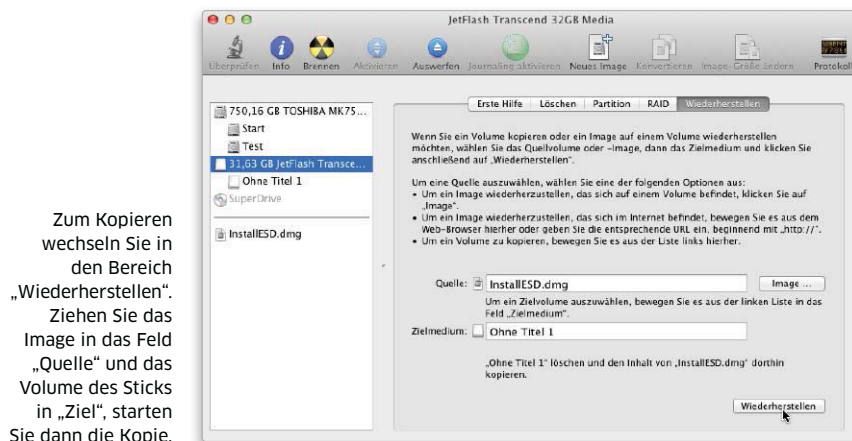 JetFlash Transcend 32GB Media
Überprüfen Info Brennen Aktivieren Auswerfen Journaling aktivieren Neues Image Konvertieren Image-Größe ändern Protokoll
Erste Hilfe Löschen Partition RAID Wiederherstellen
750,16 GB TOSHIBA MK75...
Start
Test
31,63 GB JetFlash Transce...
Ohne Titel 1
SuperDrive
InstallESD.dmg
Wenn Sie ein Volume kopieren oder ein Image auf einem Volume wiederherstellen
möchten, wählen Sie das Quellvolume oder -Image, dann das Zielmedium und klicken Sie
anschließend auf „Wiederherstellen“.
Um eine Quelle auszuwählen, wählen Sie eine der folgenden Optionen aus:
• Um ein Image wiederherzustellen, das sich auf einem Volume befindet, klicken Sie auf
„Image“.
• Um ein Image wiederherzustellen, das sich im Internet befindet, bewegen Sie es aus dem
Web-Browser hierher oder geben Sie die entsprechende URL ein, beginnend mit „http://“.
• Um ein Volume zu kopieren, bewegen Sie es aus der Liste links hierher.
Quelle: InstallESD.dmg Image ...
Um ein Zielvolume auszuwählen, bewegen Sie es aus der linken Liste in das
Feld „Zielmedium“.
Zielmedium: Ohne Titel 1
„Ohne Titel 1“ löschen und den Inhalt von „InstallESD.dmg“ dorthin
kopieren.
Wiederherstellen
Zum Kopieren
wechseln Sie in
den Bereich
„Wiederherstellen“.
Ziehen Sie das
Image in das Feld
„Quelle“ und das
Volume des Sticks
in „Ziel“, starten
Sie dann die Kopie.